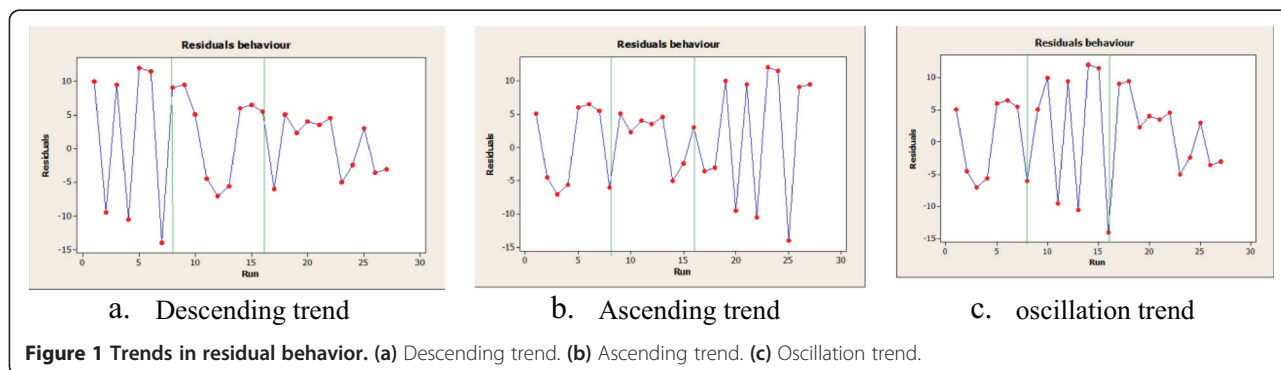 Residuals behaviour
Residuals
10
5
0
-5
-10
-15
0 5 10 15 20 25 30
Run
a. Descending trend
Residuals behaviour
Residuals
10
5
0
-5
-10
-15
0 5 10 15 20 25 30
Run
b. Ascending trend
Residuals behaviour
Residuals
10
5
0
-5
-10
-15
0 5 10 15 20 25 30
Run
c. oscillation trend
Figure 1 Trends in residual behavior. (a) Descending trend. (b) Ascending trend. (c) Oscillation trend.